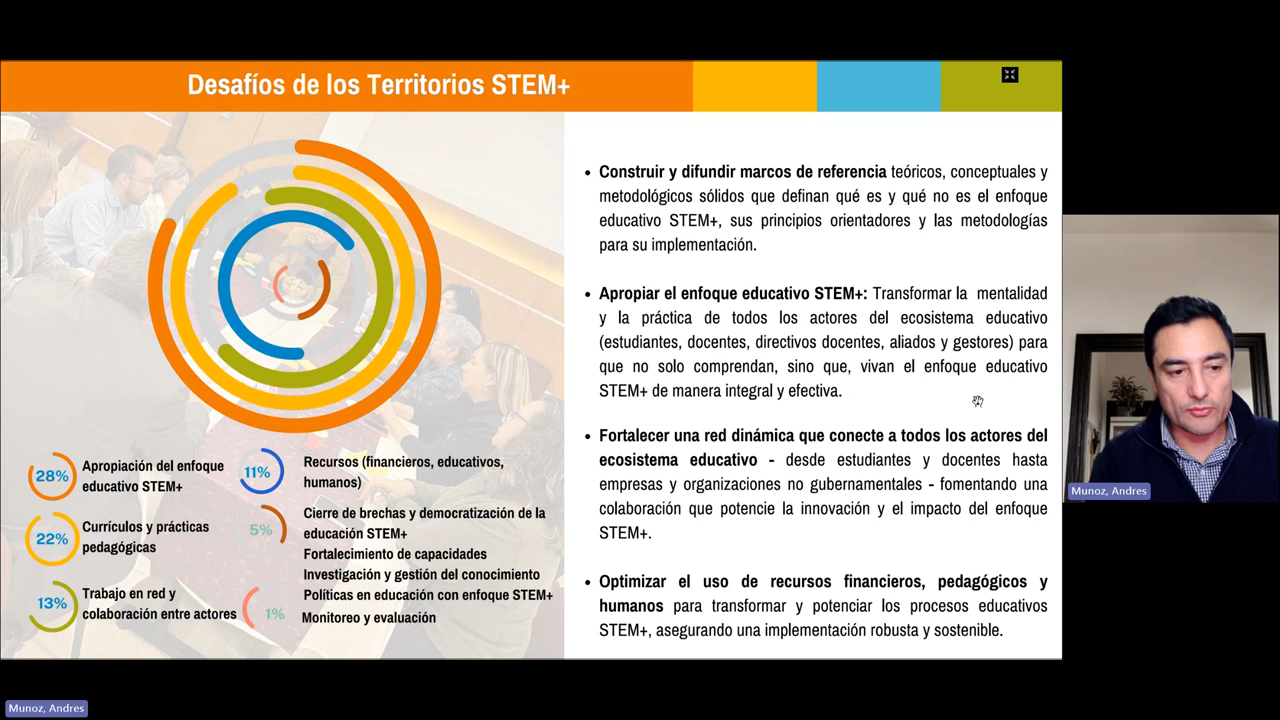 Desafíos de los Territorios STEM+
28%
Apropiación del enfoque
educativo STEM+
22%
Currículos y prácticas
pedagógicas
13%
Trabajo en red y
colaboración entre actores
11%
Recursos (financieros, educativos,
humanos)
5%
Cierre de brechas y democratización de la
educación STEM+
Fortalecimiento de capacidades
Investigación y gestión del conocimiento
Políticas en educación con enfoque STEM+
1%
Monitoreo y evaluación
• Construir y difundir marcos de referencia teóricos, conceptuales y
metodológicos sólidos que definan qué es y qué no es el enfoque
educativo STEM+, sus principios orientadores y las metodologías
para su implementación.
• Apropiar el enfoque educativo STEM+: Transformar la mentalidad
y la práctica de todos los actores del ecosistema educativo
(estudiantes, docentes, directivos docentes, aliados y gestores) para
que no solo comprendan, sino que, vivan el enfoque educativo
STEM+ de manera integral y efectiva.
• Fortalecer una red dinámica que conecte a todos los actores del
ecosistema educativo - desde estudiantes y docentes hasta
empresas y organizaciones no gubernamentales - fomentando una
colaboración que potencie la innovación y el impacto del enfoque
STEM+.
• Optimizar el uso de recursos financieros, pedagógicos y
humanos para transformar y potenciar los procesos educativos
STEM+, asegurando una implementación robusta y sostenible.
Munoz, Andres
Munoz, Andres